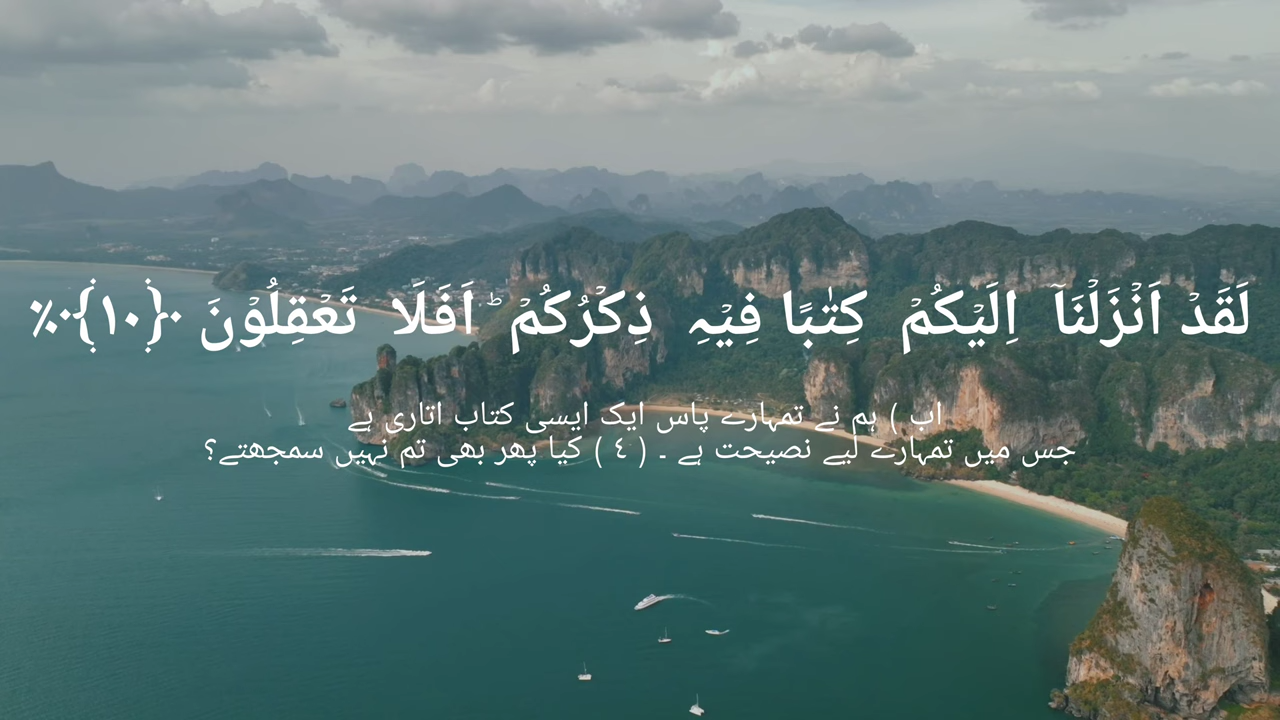 لَقَدۡ اَنۡزَلۡنَاۤ اِلَيۡكُمۡ كِتٰبًا فِيۡہِ ذِكۡرُكُمۡ‌ؕ اَفَلَا تَعۡقِلُوۡنَ ﴿۱۰﴾٪
اب ) ہم نے تمہارے پاس ایک ایسی کتاب اتاری ہے
جس میں تمہارے لیے نصیحت ہے ۔ ( ٤ ) کیا پھر بھی تم نہیں سمجھتے؟